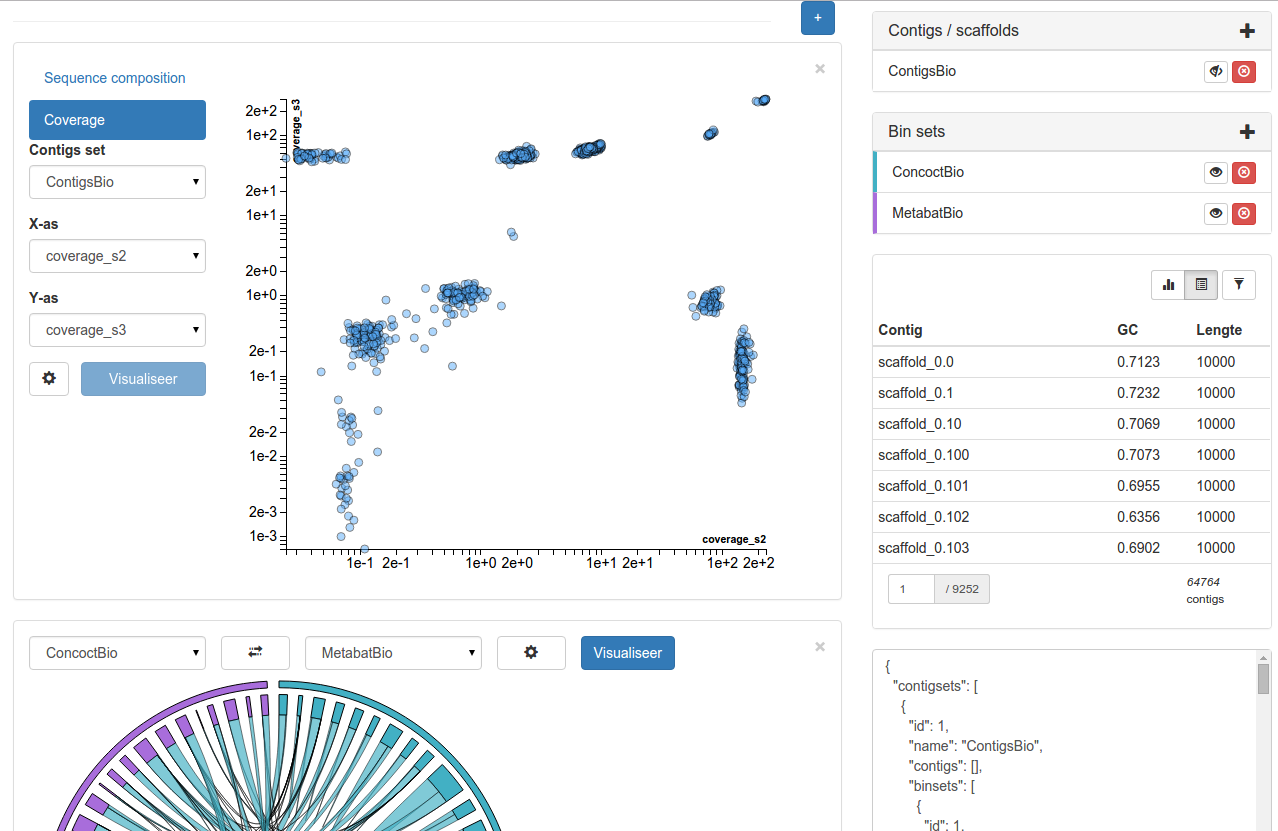 +
Sequence composition
×
Coverage
Contigs set
ContigsBio
X-as
coverage_s2
Y-as
coverage_s3
Visualiseer
2e+2
1e+2
2e+1
1e+1
2e+0
1e+0
2e-1
1e-1
2e-2
1e-2
2e-3
1e-3
coverage_s2
1e-1 2e-1 1e+0 2e+0 1e+1 2e+1 1e+2 2e+2
ConcoctBio
MetabatBio
Visualiseer
×
Contigs / scaffolds
ContigsBio
Bin sets
ConcoctBio
MetabatBio
Contig GC Lengte
scaffold_0.0 0.7123 10000
scaffold_0.1 0.7232 10000
scaffold_0.10 0.7069 10000
scaffold_0.100 0.7073 10000
scaffold_0.101 0.6955 10000
scaffold_0.102 0.6356 10000
scaffold_0.103 0.6902 10000
1 / 9252
64764
contigs
{
"contigsets": [
{
"id": 1,
"name": "ContigsBio",
"contigs": [],
"binsets": [
{
"id": 1,